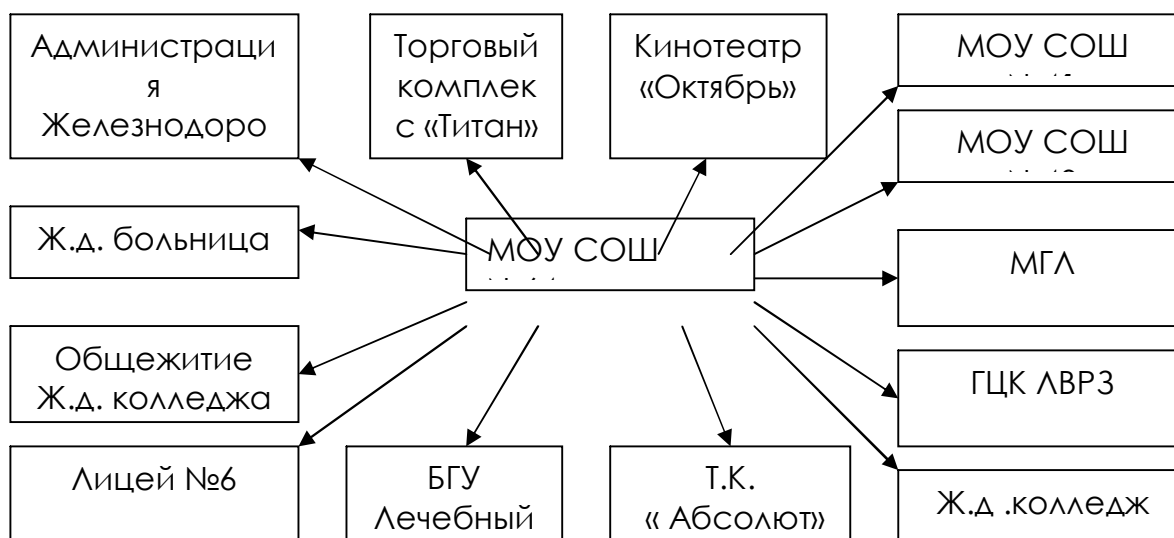 Администраци
я
Железнодоро
Торговый
комплек
с «Титан»
Кинотеатр
«Октябрь»
МОУ СОШ
МОУ СОШ
Ж.д. больница
МОУ СОШ
МГЛ
Общежитие
Ж.д. колледжа
ГЦК ЛВРЗ
Лицей №6
БГУ
Лечебный
Т.К.
« Абсолют»
Ж.д .колледж